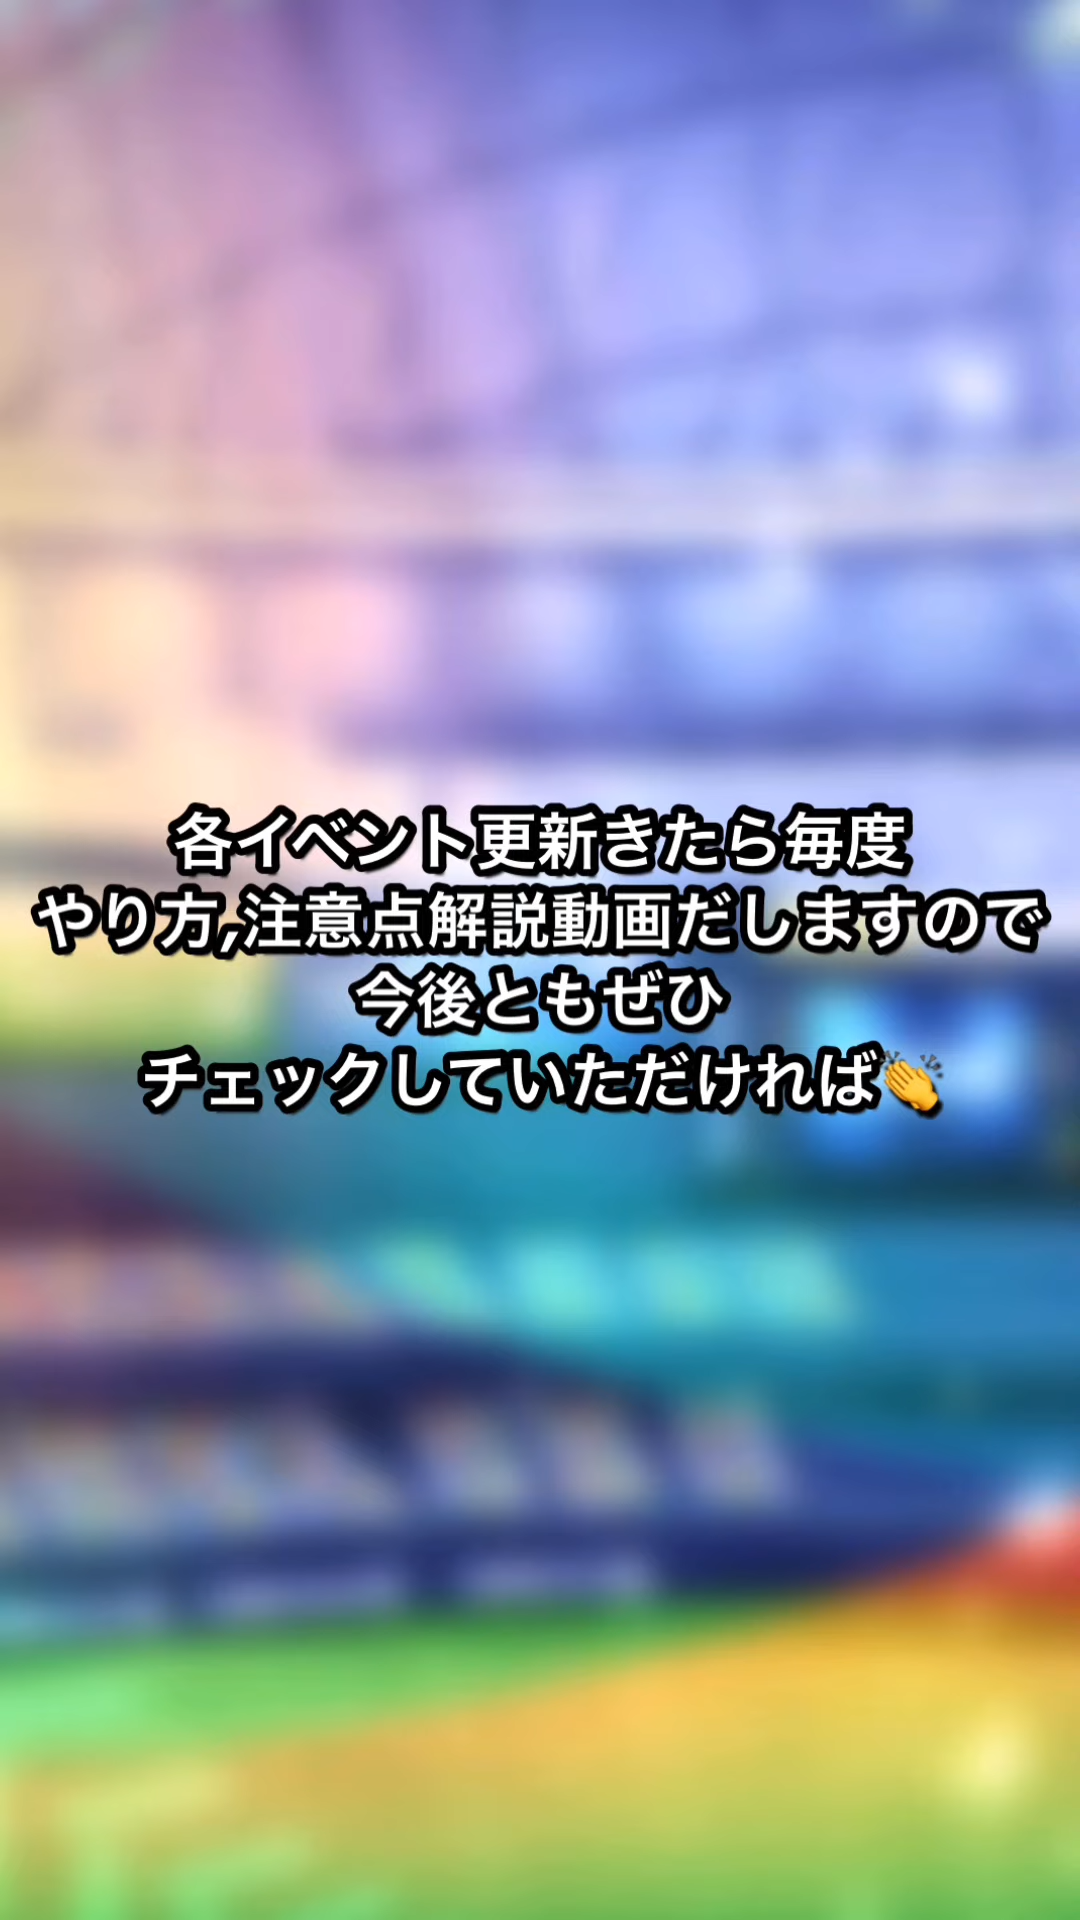 各イベント更新きたら毎度
やり方,注意点解説動画だしますので
今後ともぜひ
チェックしていただければ👏